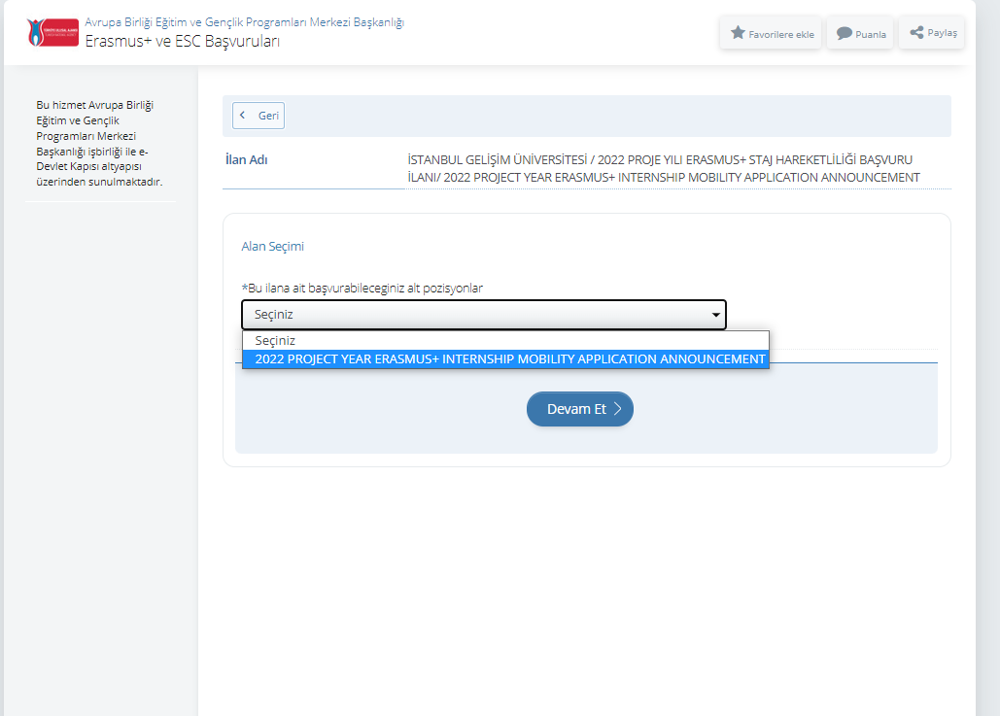 Avrupa Birliği Eğitim ve Gençlik Programları Merkezi Başkanlığı
Erasmus+ ve ESC Başvuruları
Favorilere ekle
Puanla
Paylaş
Bu hizmet Avrupa Birliği
Eğitim ve Gençlik
Programları Merkezi
Başkanlığı işbirliği ile e-
Devlet Kapısı altyapısı
üzerinden sunulmaktadır.
Geri
İlan Adı
İSTANBUL GELİŞİM ÜNİVERSİTESİ / 2022 PROJE YILI ERASMUS+ STAJ HAREKETLİLİĞİ BAŞVURU
İLANI/ 2022 PROJECT YEAR ERASMUS+ INTERNSHIP MOBILITY APPLICATION ANNOUNCEMENT
Alan Seçimi
*Bu ilana ait başvurabileceginiz alt pozisyonlar
Seçiniz
Seçiniz
2022 PROJECT YEAR ERASMUS+ INTERNSHIP MOBILITY APPLICATION ANNOUNCEMENT
Devam Et